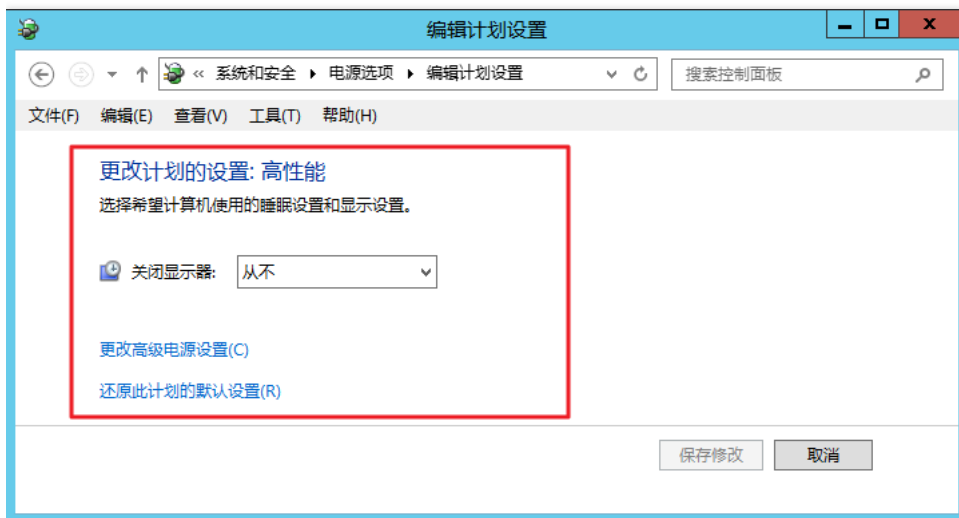 编辑计划设置
« 系统和安全 ▸ 电源选项 ▸ 编辑计划设置
搜索控制面板
文件(F) 编辑(E) 查看(V) 工具(T) 帮助(H)
更改计划的设置: 高性能
选择希望计算机使用的睡眠设置和显示设置。
关闭显示器: 从不
更改高级电源设置(C)
还原此计划的默认设置(R)
保存修改 取消